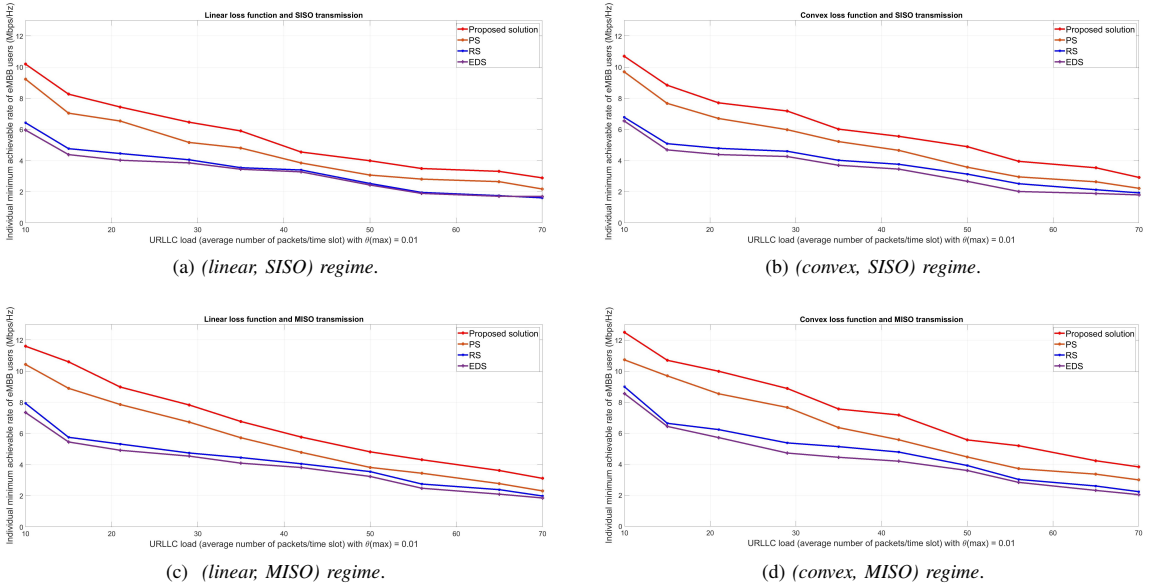 Linear loss function and SISO transmission
Individual minimum achievable rate of eMBB users (Mbps/Hz)
12
10
8
6
4
2
0
Proposed solution
PS
RS
EDS
10 20 30 40 50 60 70
URLLC load (average number of packets/time slot) with θ(max) = 0.01
(a) (linear, SISO) regime.
Convex loss function and SISO transmission
Individual minimum achievable rate of eMBB users (Mbps/Hz)
12
10
8
6
4
2
0
Proposed solution
PS
RS
EDS
10 20 30 40 50 60 70
URLLC load (average number of packets/time slot) with θ(max) = 0.01
(b) (convex, SISO) regime.
Linear loss function and MISO transmission
Individual minimum achievable rate of eMBB users (Mbps/Hz)
12
10
8
6
4
2
0
Proposed solution
PS
RS
EDS
10 20 30 40 50 60 70
URLLC load (average number of packets/time slot) with θ(max) = 0.01
(c) (linear, MISO) regime.
Convex loss function and MISO transmission
Individual minimum achievable rate of eMBB users (Mbps/Hz)
12
10
8
6
4
2
0
Proposed solution
PS
RS
EDS
10 20 30 40 50 60 70
URLLC load (average number of packets/time slot) with θ(max) = 0.01
(d) (convex, MISO) regime.